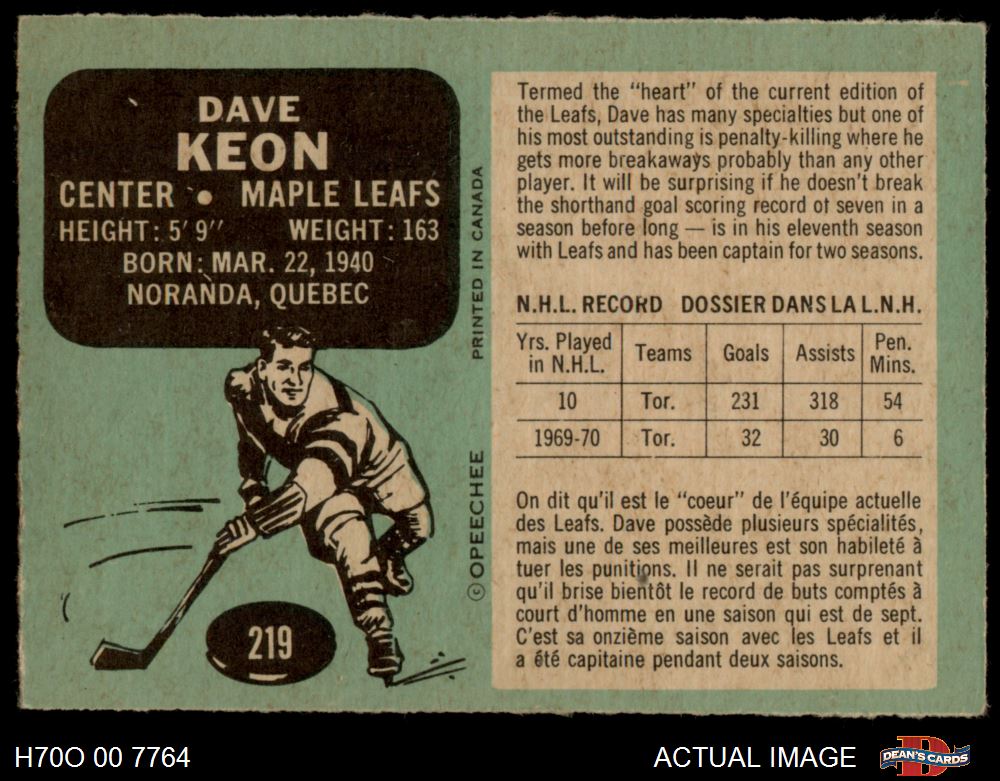 DAVE
KEON
CENTER • MAPLE LEAFS
HEIGHT: 5' 9" WEIGHT: 163
BORN: MAR. 22, 1940
NORANDA, QUEBEC
219
©OPEECHEE PRINTED IN CANADA
Termed the "heart" of the current edition of
the Leafs, Dave has many specialties but one of
his most outstanding is penalty-killing where he
gets more breakaways probably than any other
player. It will be surprising if he doesn't break
the shorthand goal scoring record of seven in a
season before long — is in his eleventh season
with Leafs and has been captain for two seasons.
N.H.L. RECORD DOSSIER DANS LA L.N.H.
Yrs. Played in N.H.L. Teams Goals Assists Pen. Mins.
10 Tor. 231 318 54
1969-70 Tor. 32 30 6
On dit qu'il est le "coeur" de l'équipe actuelle
des Leafs. Dave possède plusieurs spécialités,
mais une de ses meilleures est son habileté à
tuer les punitions. Il ne serait pas surprenant
qu'il brise bientôt le record de buts comptés à
court d'homme en une saison qui est de sept.
C'est sa onzième saison avec les Leafs et il
a été capitaine pendant deux saisons.
H70O 00 7764
ACTUAL IMAGE
DEAN'S CARDS